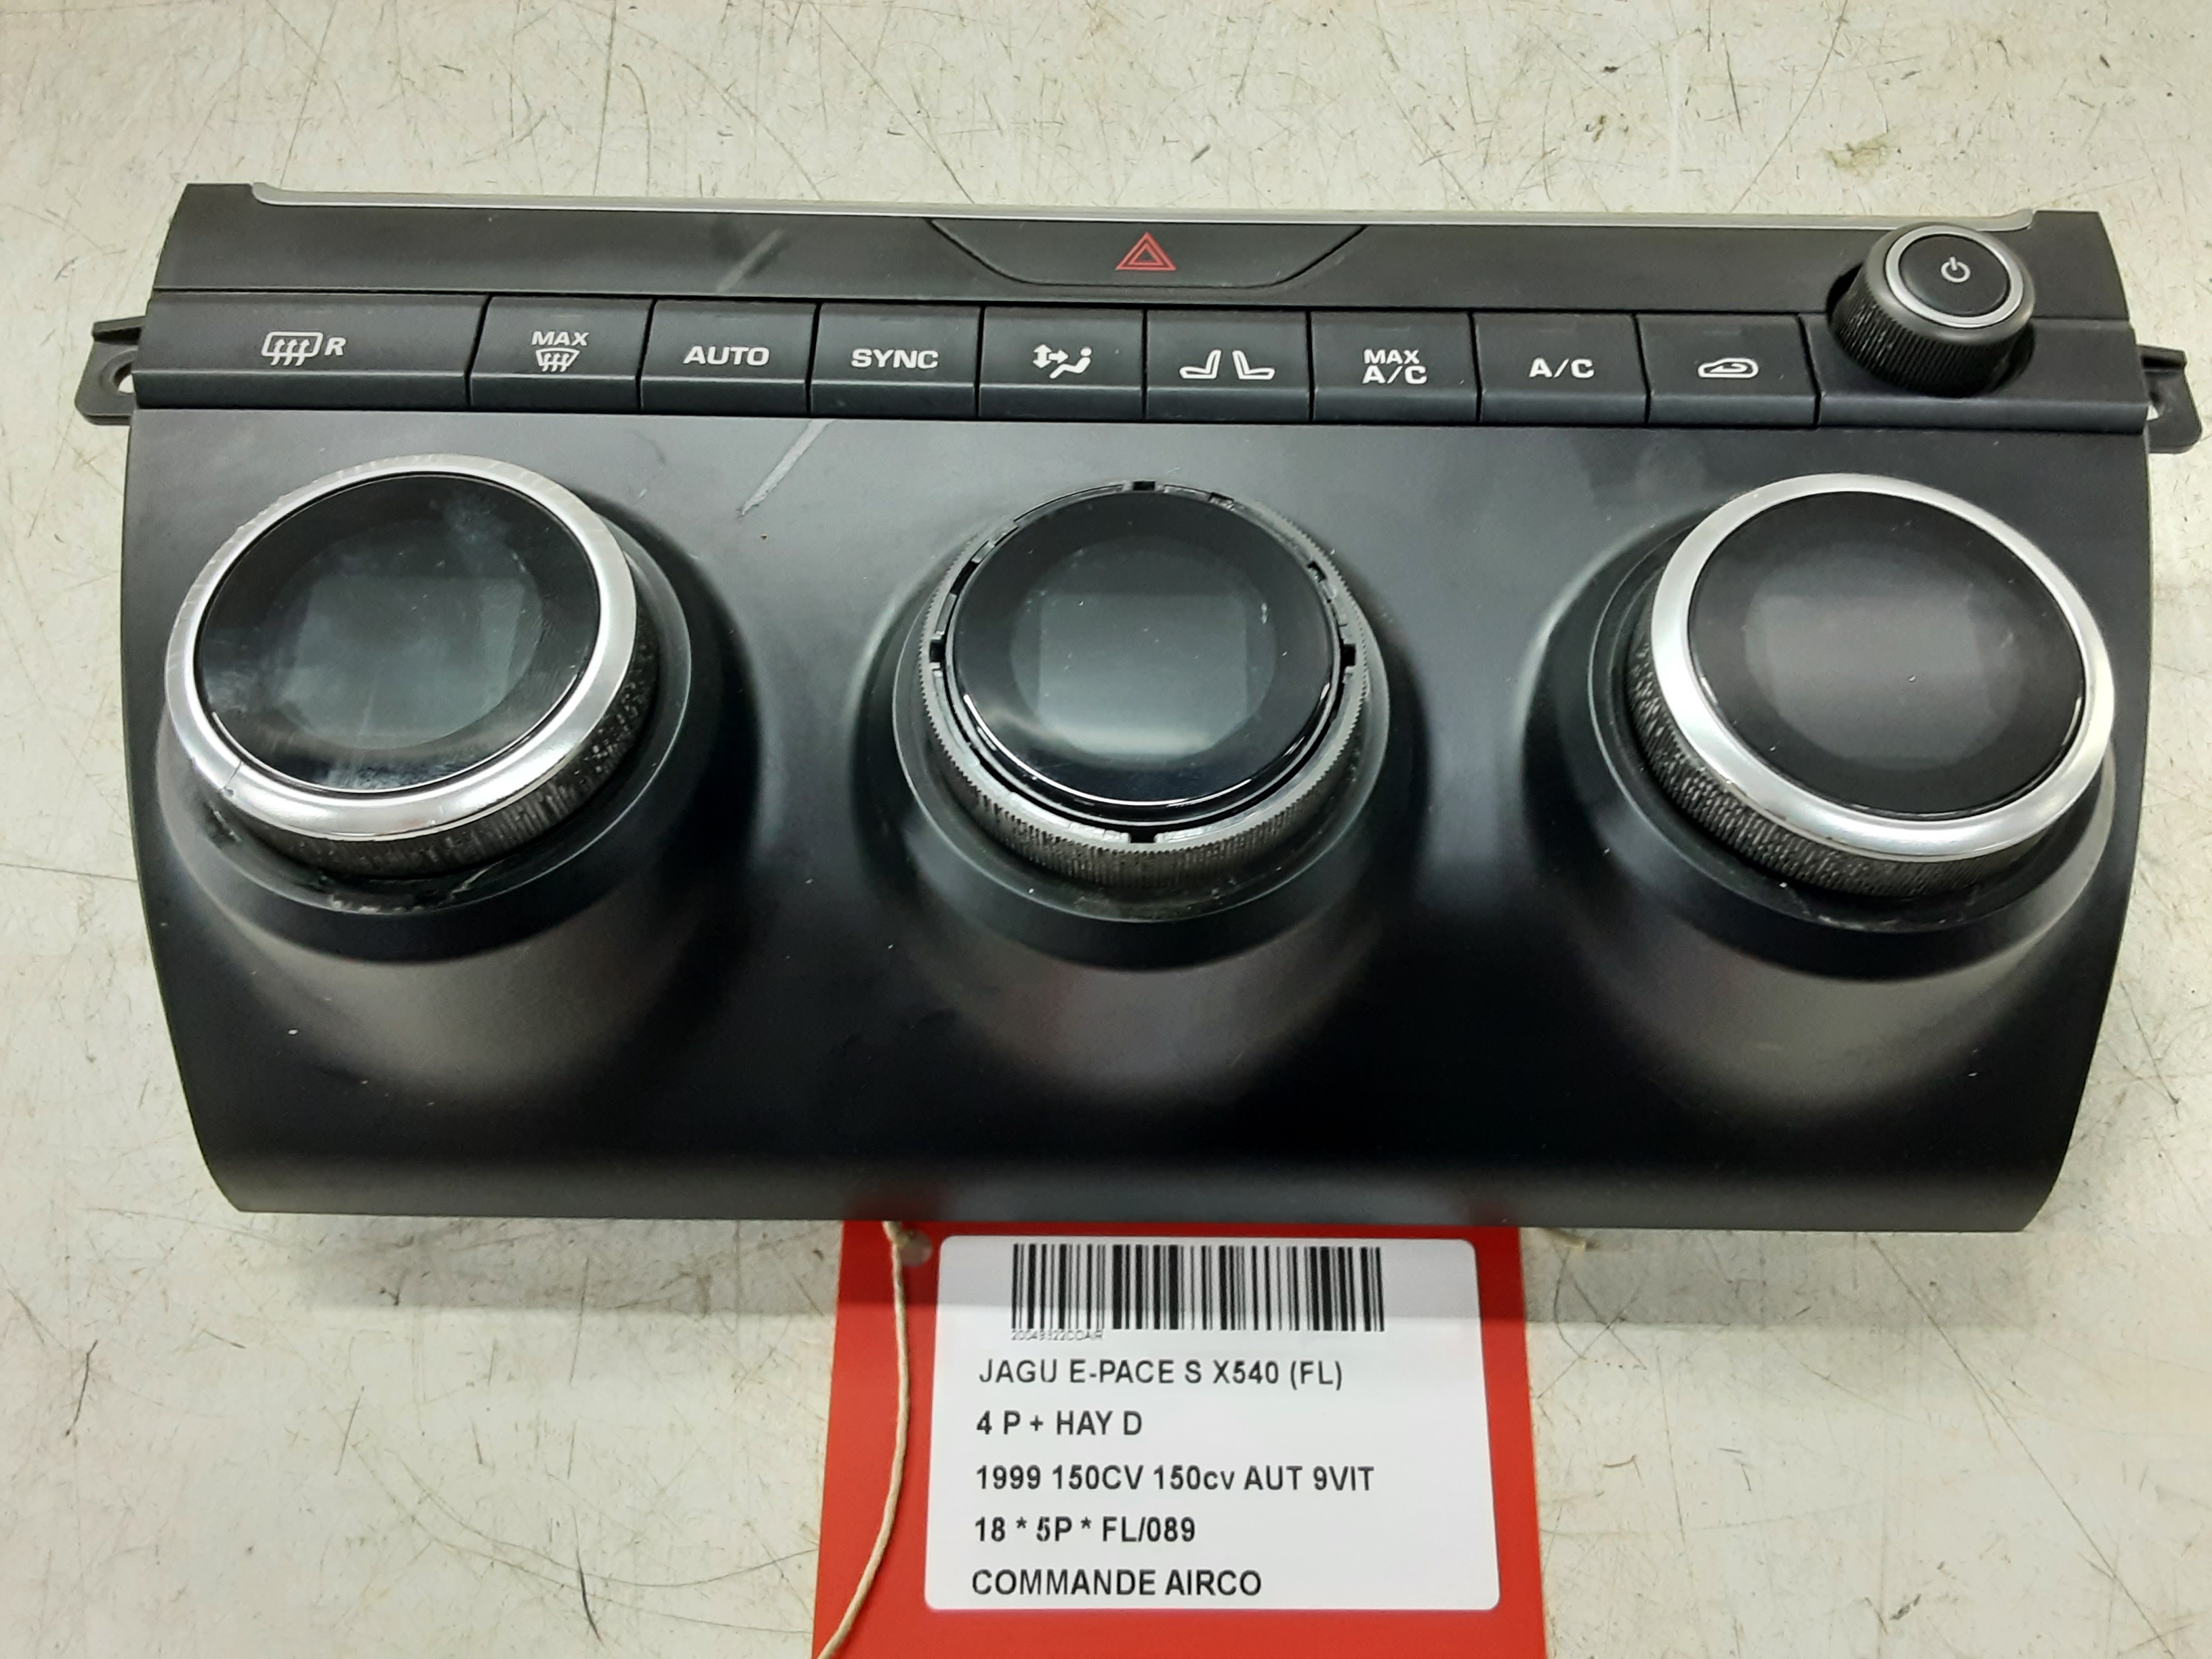 R
MAX
AUTO
SYNC
MAX
A/C
A/C
JAGU E-PACE S X540 (FL)
4 P + HAY D
1999 150CV 150cv AUT 9VIT
18 * 5P * FL/089
COMMANDE AIRCO